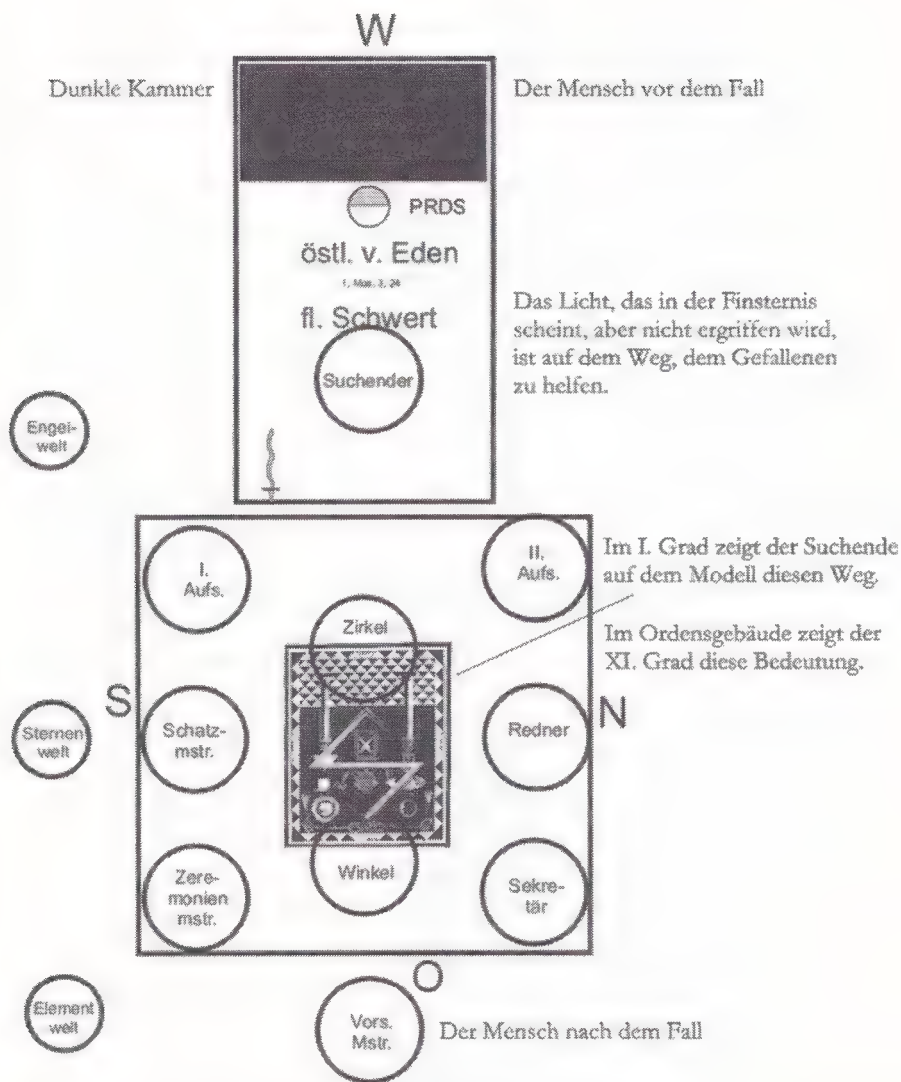 W
Dunkle Kammer
Der Mensch vor dem Fall
PRDS
östl. v. Eden
1. Mos. 3, 24
fl. Schwert
Suchender
Das Licht, das in der Finsternis
scheint, aber nicht ergriffen wird,
ist auf dem Weg, dem Gefallenen
zu helfen.
Engel-
welt
I.
Aufs.
II.
Aufs.
Im I. Grad zeigt der Suchende
auf dem Modell diesen Weg.
Zirkel
Im Ordensgebäude zeigt der
XI. Grad diese Bedeutung.
S
N
Sternen
welt
Schatz-
mstr.
Redner
Zere-
monien
mstr.
Winkel
Sekre-
tär
O
Element
welt
Vors.
Mstr.
Der Mensch nach dem Fall